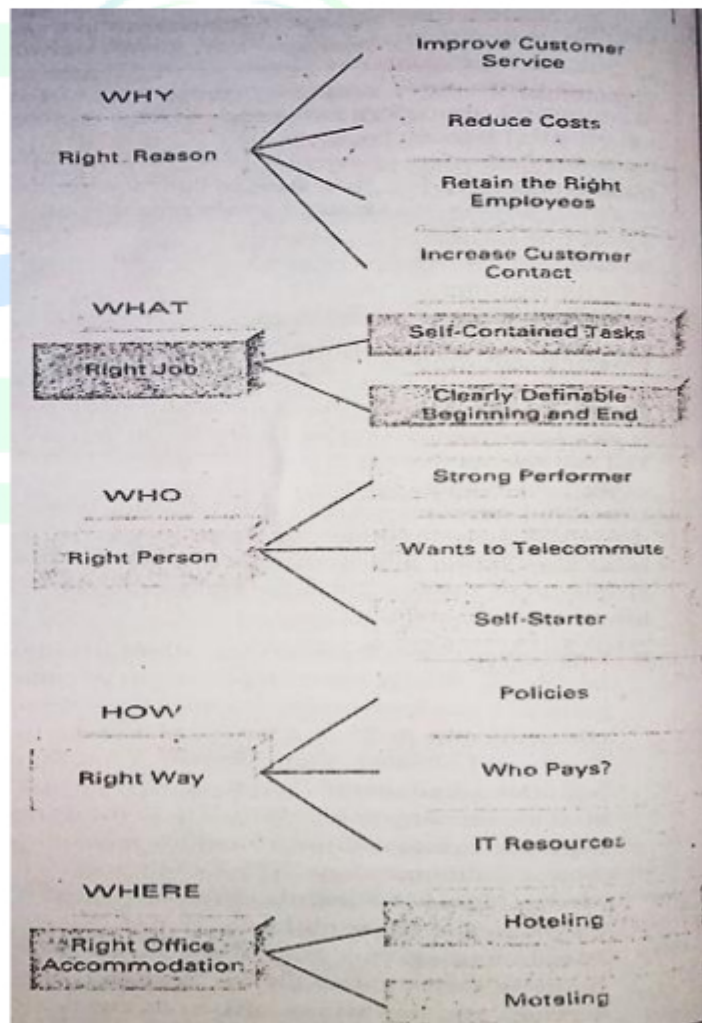 WHY
Right Reason
Improve Customer
Service
Reduce Costs
Retain the Right
Employees
Increase Customer
Contact
WHAT
Right Job
Self-Contained Tasks
Clearly Definable
Beginning and End
WHO
Right Person
Strong Performer
Wants to Telecommute
Self-Starter
HOW
Right Way
Policies
Who Pays?
IT Resources
WHERE
Right Office
Accommodation
Hoteling
Moteling